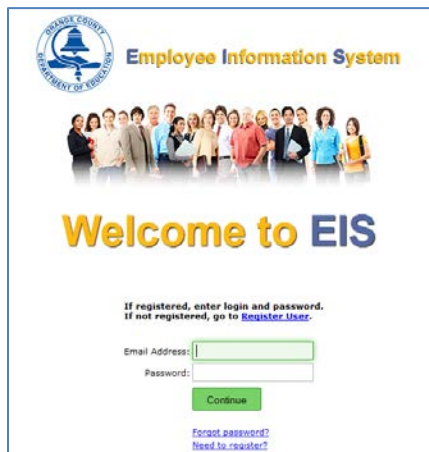 ORANGE COUNTY
DEPARTMENT OF EDUCATION
Employee Information System
Welcome to EIS
If registered, enter login and password.
If not registered, go to Register User.
Email Address:
Password:
Continue
Forgot password?
Need to register?